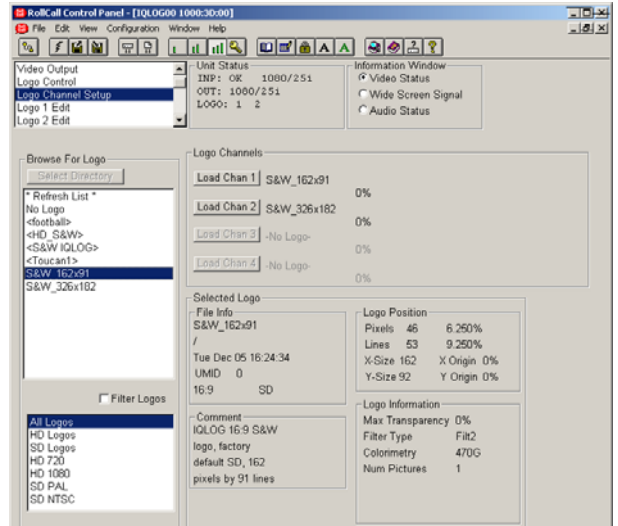 RollCall Control Panel - [IQLOG00 1000:3D:00]
File Edit View Configuration Window Help
Video Output
Logo Control
Logo Channel Setup
Logo 1 Edit
Logo 2 Edit
Unit Status
INP: OK 1080/25i
OUT: 1080/25i
LOGO: 1 2
Information Window
Video Status
Wide Screen Signal
Audio Status
Browse For Logo
Select Directory
* Refresh List *
No Logo
<football>
<HD_S&W>
<S&W IQLOG>
<Toucan1>
S&W_162x91
S&W_326x182
Filter Logos
All Logos
HD Logos
SD Logos
HD 720
HD 1080
SD PAL
SD NTSC
Logo Channels
Load Chan 1 S&W_162x91
0%
Load Chan 2 S&W_326x182
0%
Load Chan 3 -No Logo-
0%
Load Chan 4 -No Logo-
0%
Selected Logo
File Info
S&W_162x91
/
Tue Dec 05 16:24:34
UMID 0
16:9 SD
Comment
IQLOG 16:9 S&W
logo, factory
default SD, 162
pixels by 91 lines
Logo Position
Pixels 46 6.250%
Lines 53 9.250%
X-Size 162 X Origin 0%
Y-Size 92 Y Origin 0%
Logo Information
Max Transparency 0%
Filter Type Filt2
Colorimetry 470G
Num Pictures 1